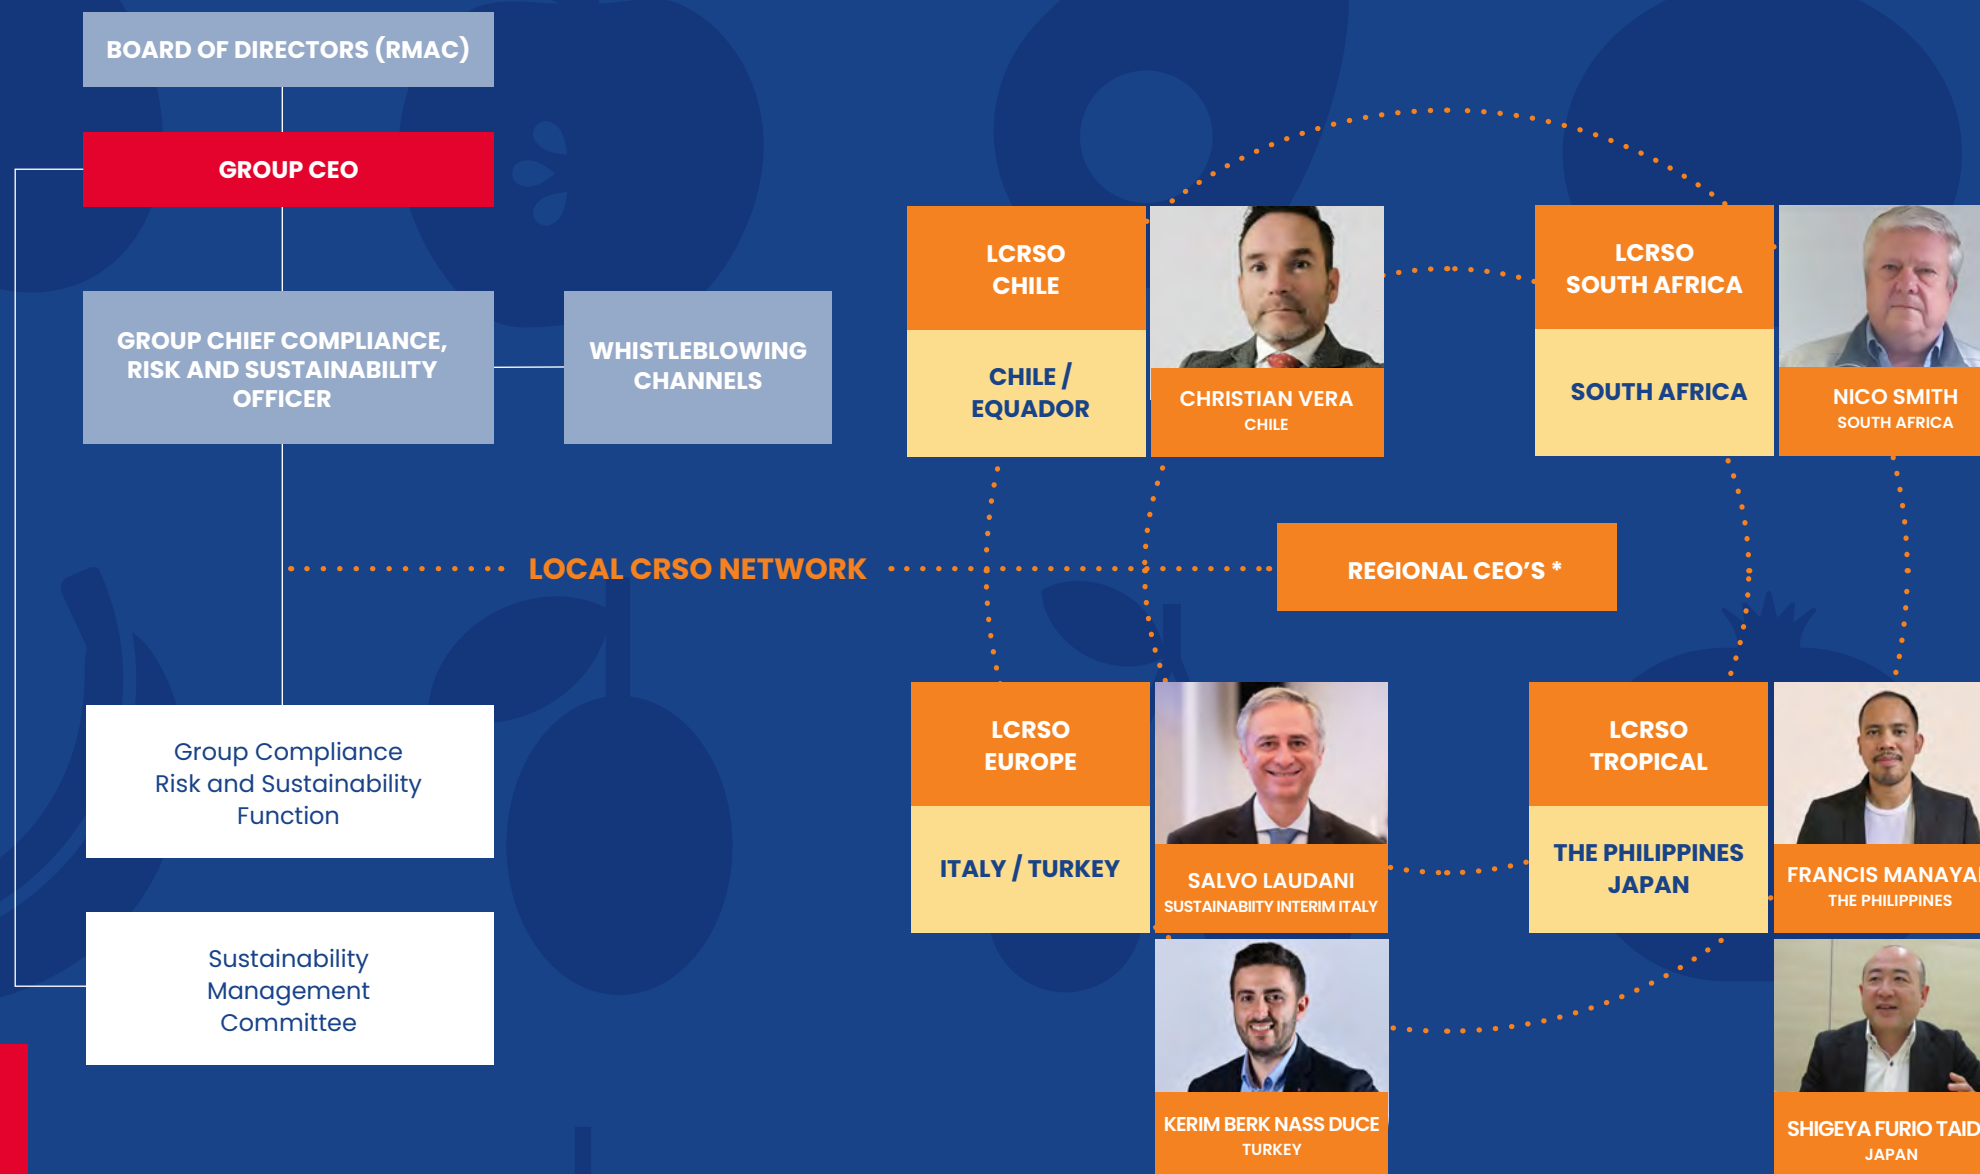 BOARD OF DIRECTORS (RMAC)
GROUP CEO
GROUP CHIEF COMPLIANCE,
RISK AND SUSTAINABILITY
OFFICER
WHISTLEBLOWING
CHANNELS
LOCAL CRSO NETWORK
REGIONAL CEO'S *
Group Compliance
Risk and Sustainability
Function
Sustainability
Management
Committee
LCRSO
CHILE
CHILE /
EQUADOR
CHRISTIAN VERA
CHILE
LCRSO
SOUTH AFRICA
SOUTH AFRICA
NICO SMITH
SOUTH AFRICA
LCRSO
EUROPE
ITALY / TURKEY
SALVO LAUDANI
SUSTAINABIITY INTERIM ITALY
KERIM BERK NASS DUCE
TURKEY
LCRSO
TROPICAL
THE PHILIPPINES
JAPAN
FRANCIS
THE PHILIPPINES
SHIGEYA FURIO
JAPAN